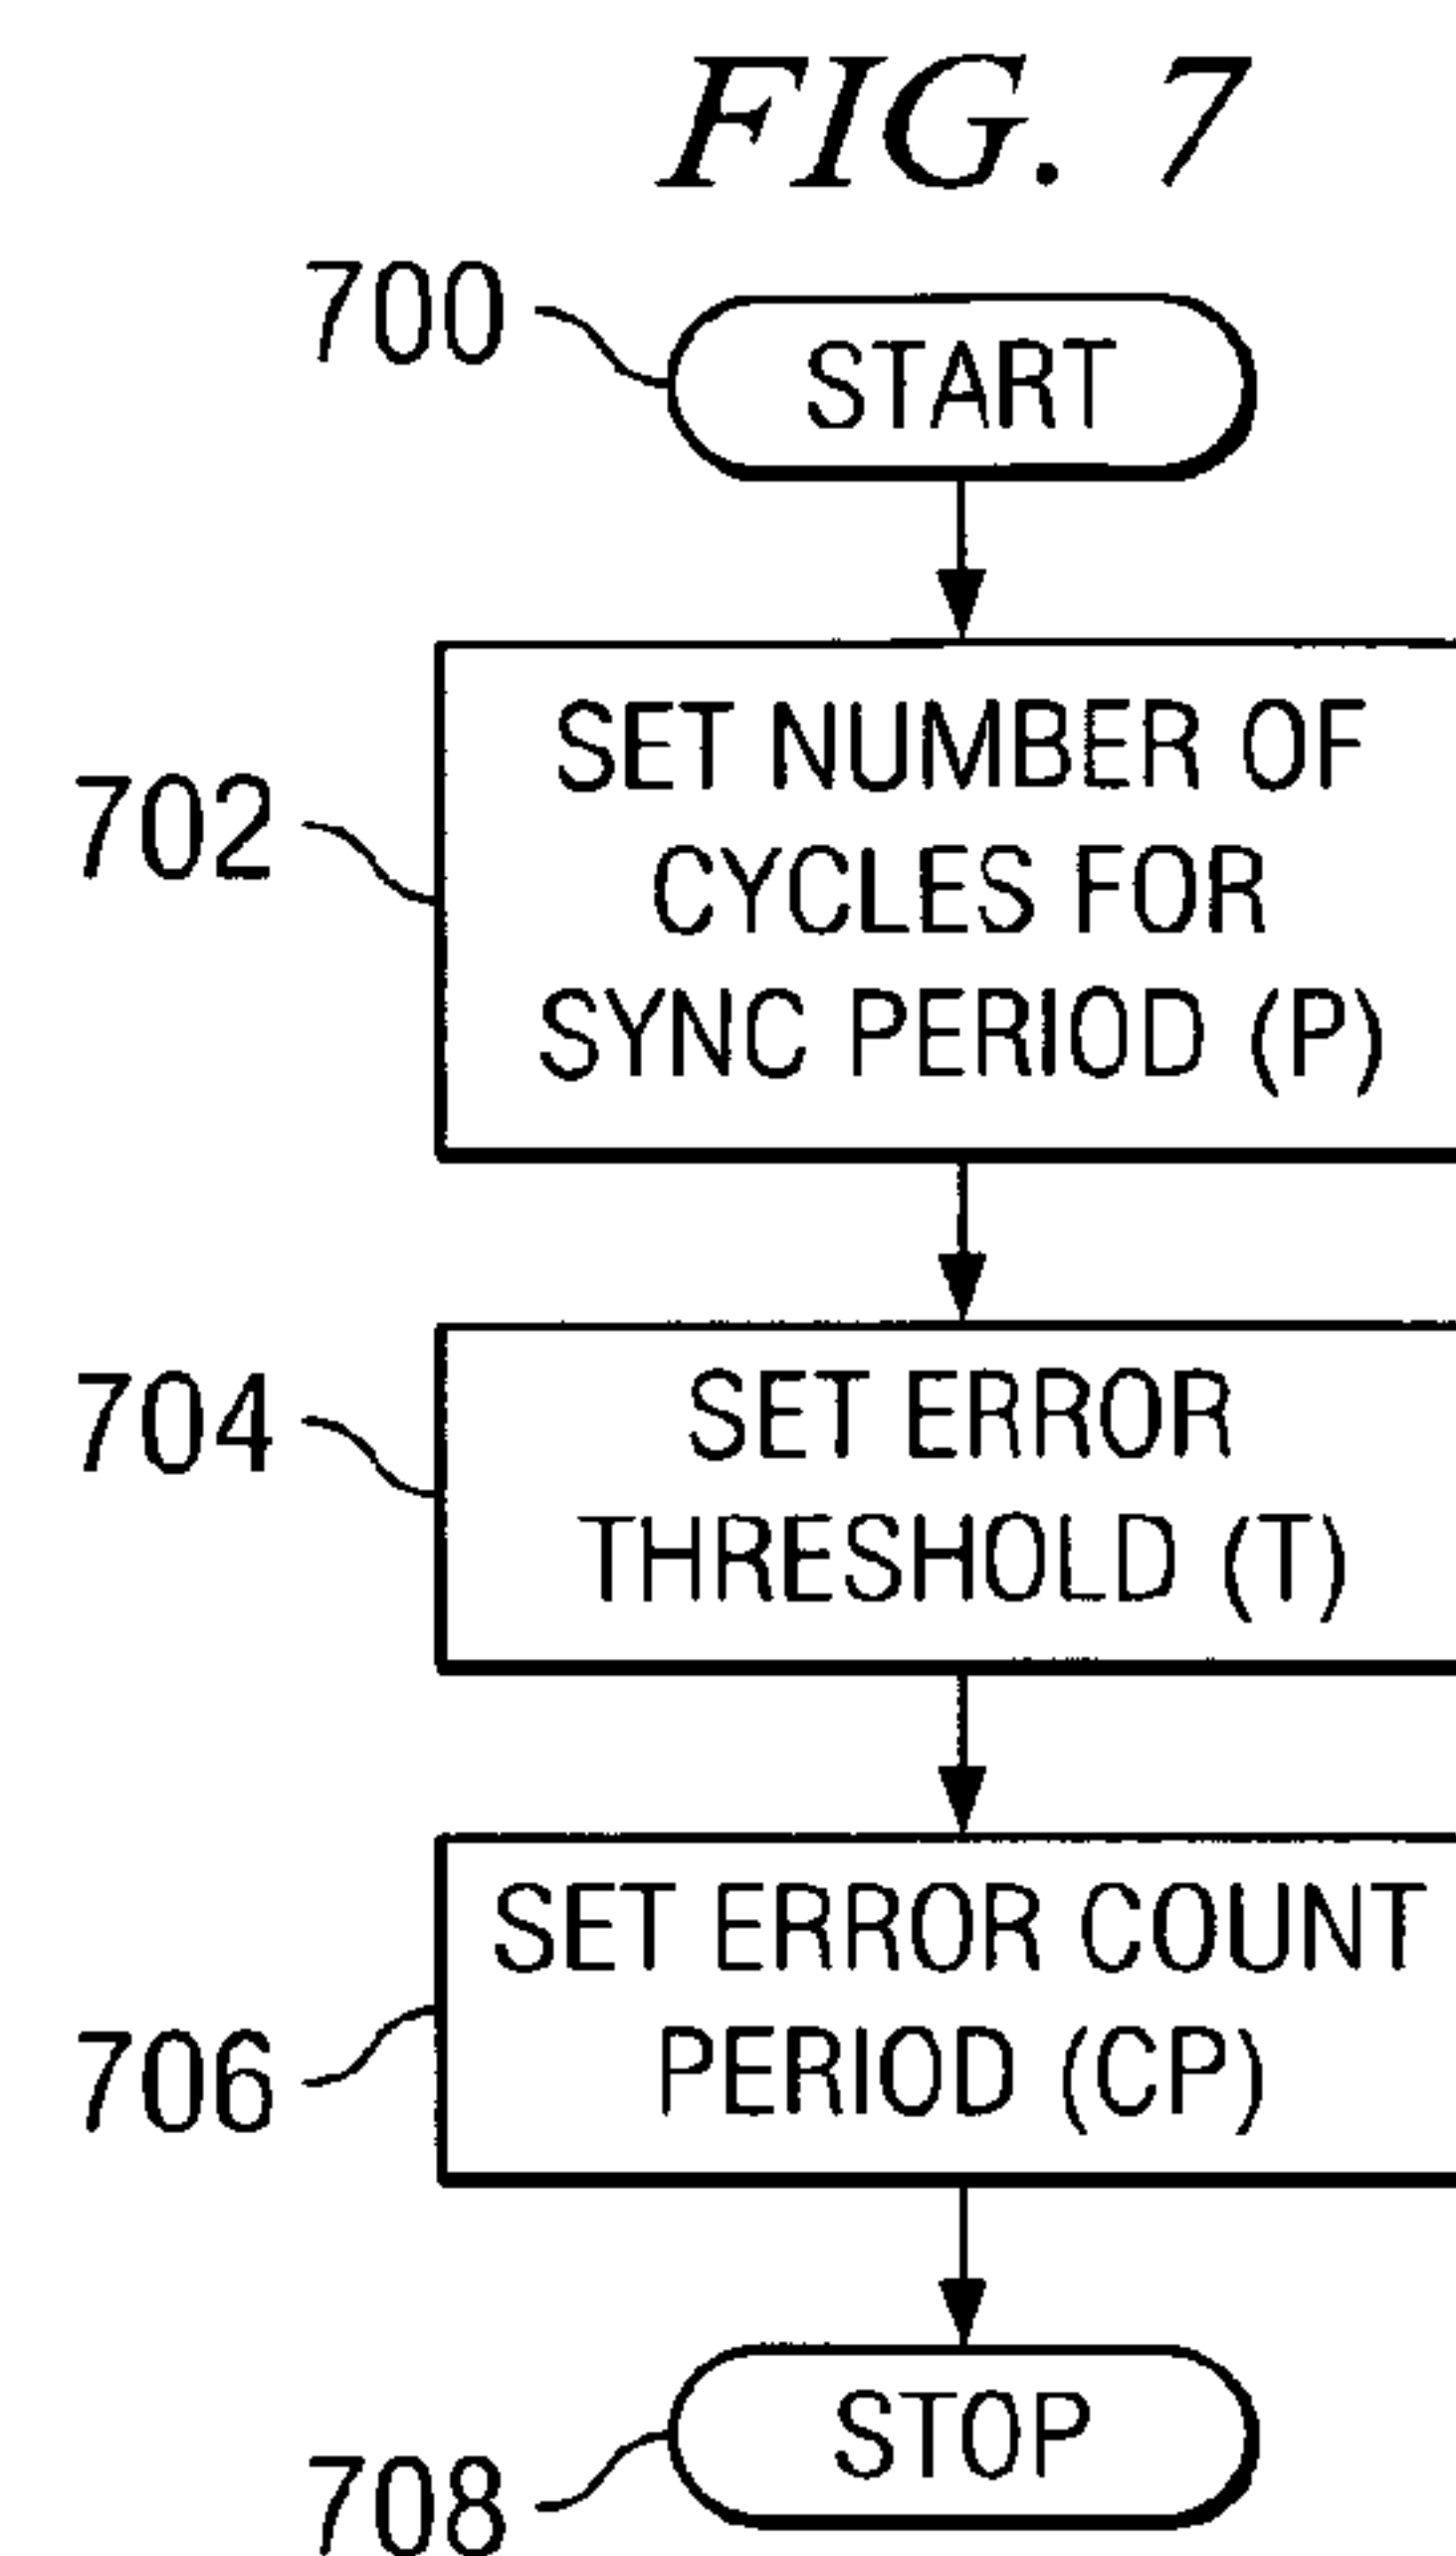 FIG. 7
700
START
702
SET NUMBER OF
CYCLES FOR
SYNC PERIOD (P)
704
SET ERROR
THRESHOLD (T)
706
SET ERROR COUNT
PERIOD (CP)
708
STOP